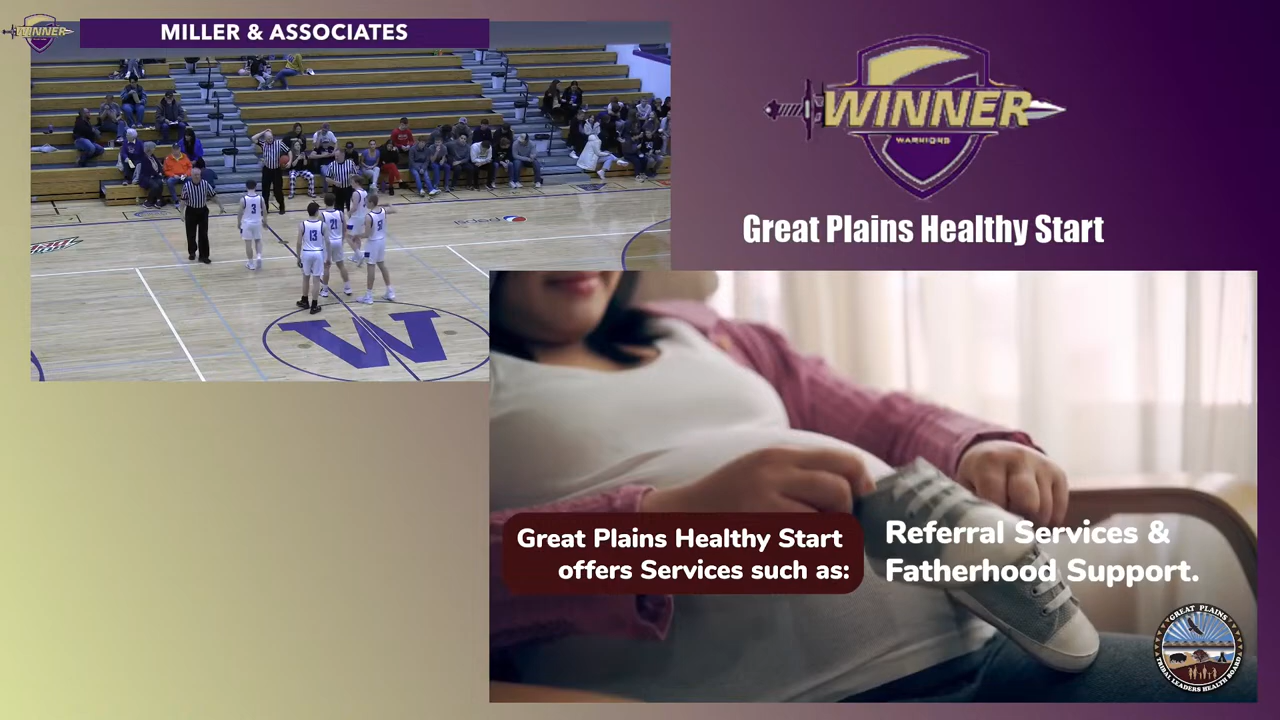 WINNER
MILLER & ASSOCIATES
WINNER
WARRIORS
Great Plains Healthy Start
3
13
21
W
Great Plains Healthy Start
offers Services such as:
Referral Services &
Fatherhood Support.
GREAT PLAINS
TRIBAL LEADERS HEALTH BOARD